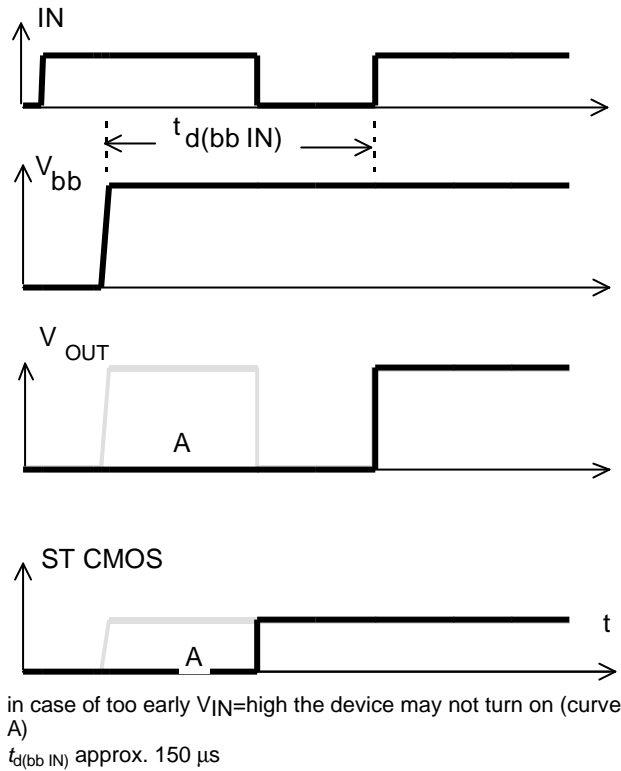 IN
t d(bb IN)
Vbb
V OUT
A
ST CMOS
t
A
in case of too early VIN=high the device may not turn on (curve
A)
td(bb IN) approx. 150 μs